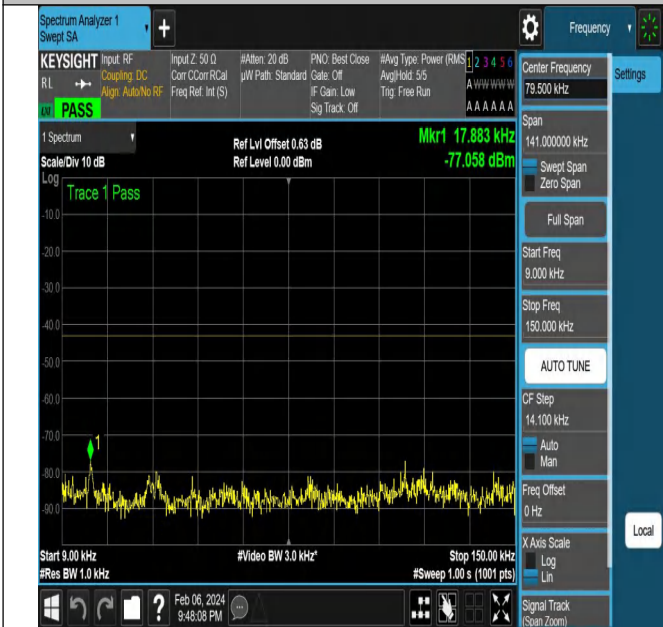 Spectrum Analyzer 1
Swept SA
+
Frequency
KEYSIGHT
Input: RF
Coupling: DC
Align: Auto/No RF
Input Z: 50 Ω
Corr CCorr RCal
Freq Ref: Int (S)
#Atten: 20 dB
µW Path: Standard
PNO: Best Close
Gate: Off
IF Gain: Low
Sig Track: Off
#Avg Type: Power (RMS
Avg|Hold: 5/5
Trig: Free Run
1 2 3 4 5 6
A W W W W W
A A A A A A
R L
PASS
Center Frequency
79.500 kHz
Settings
Span
141.000000 kHz
Swept Span
Zero Span
Full Span
Start Freq
9.000 kHz
Stop Freq
150.000 kHz
AUTO TUNE
CF Step
14.100 kHz
Auto
Man
Freq Offset
0 Hz
X Axis Scale
Log
Lin
Signal Track
(Span Zoom)
Local
1 Spectrum
Scale/Div 10 dB
Log
Ref Lvl Offset 0.63 dB
Ref Level 0.00 dBm
Mkr1 17.883 kHz
-77.058 dBm
Trace 1 Pass
-10.0
-20.0
-30.0
-40.0
-50.0
-60.0
-70.0
-80.0
-90.0
1
Start 9.00 kHz
#Res BW 1.0 kHz
#Video BW 3.0 kHz*
Stop 150.00 kHz
#Sweep 1.00 s (1001 pts)
?
Feb 06, 2024
9:48:08 PM